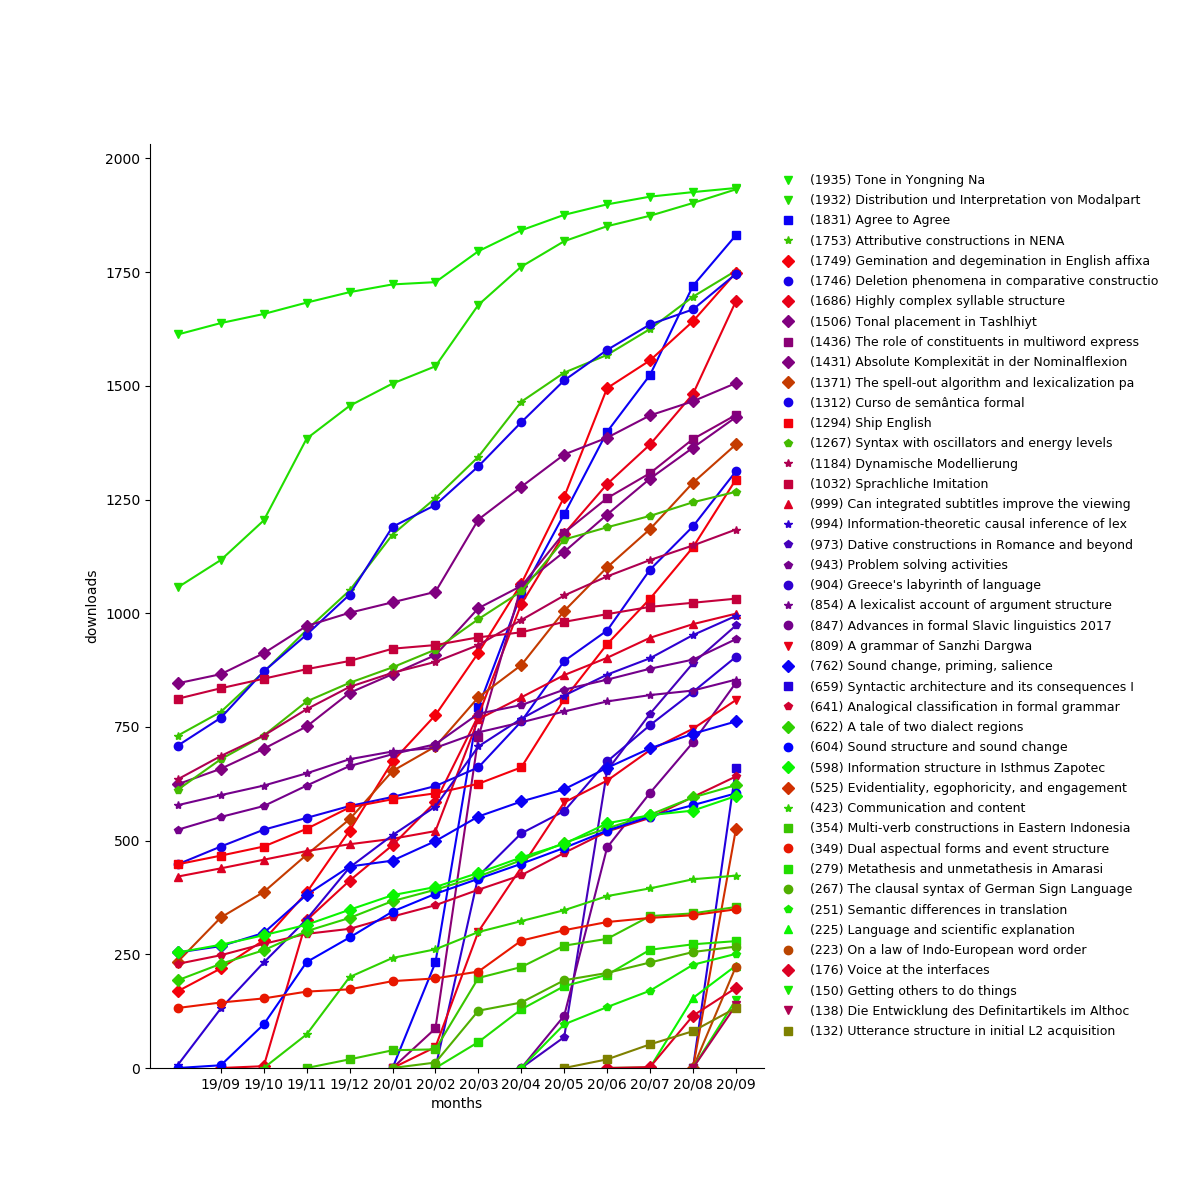 2000
1750
1500
1250
1000
750
500
250
0
downloads
19/09 19/10 19/11 19/12 20/01 20/02 20/03 20/04 20/05 20/06 20/07 20/08 20/09
months
(1935) Tone in Yongning Na
(1932) Distribution und Interpretation von Modalpart
(1831) Agree to Agree
(1753) Attributive constructions in NENA
(1749) Gemination and degemination in English affixa
(1746) Deletion phenomena in comparative constructio
(1686) Highly complex syllable structure
(1506) Tonal placement in Tashlhiyt
(1436) The role of constituents in multiword express
(1431) Absolute Komplexität in der Nominalflexion
(1371) The spell-out algorithm and lexicalization pa
(1312) Curso de semântica formal
(1294) Ship English
(1267) Syntax with oscillators and energy levels
(1184) Dynamische Modellierung
(1032) Sprachliche Imitation
(999) Can integrated subtitles improve the viewing
(994) Information-theoretic causal inference of lex
(973) Dative constructions in Romance and beyond
(943) Problem solving activities
(904) Greece's labyrinth of language
(854) A lexicalist account of argument structure
(847) Advances in formal Slavic linguistics 2017
(809) A grammar of Sanzhi Dargwa
(762) Sound change, priming, salience
(659) Syntactic architecture and its consequences I
(641) Analogical classification in formal grammar
(622) A tale of two dialect regions
(604) Sound structure and sound change
(598) Information structure in Isthmus Zapotec
(525) Evidentiality, egophoricity, and engagement
(423) Communication and content
(354) Multi-verb constructions in Eastern Indonesia
(349) Dual aspectual forms and event structure
(279) Metathesis and unmetathesis in Amarasi
(267) The clausal syntax of German Sign Language
(251) Semantic differences in translation
(225) Language and scientific explanation
(223) On a law of Indo-European word order
(176) Voice at the interfaces
(150) Getting others to do things
(138) Die Entwicklung des Definitartikels im Althoc
(132) Utterance structure in initial L2 acquisition